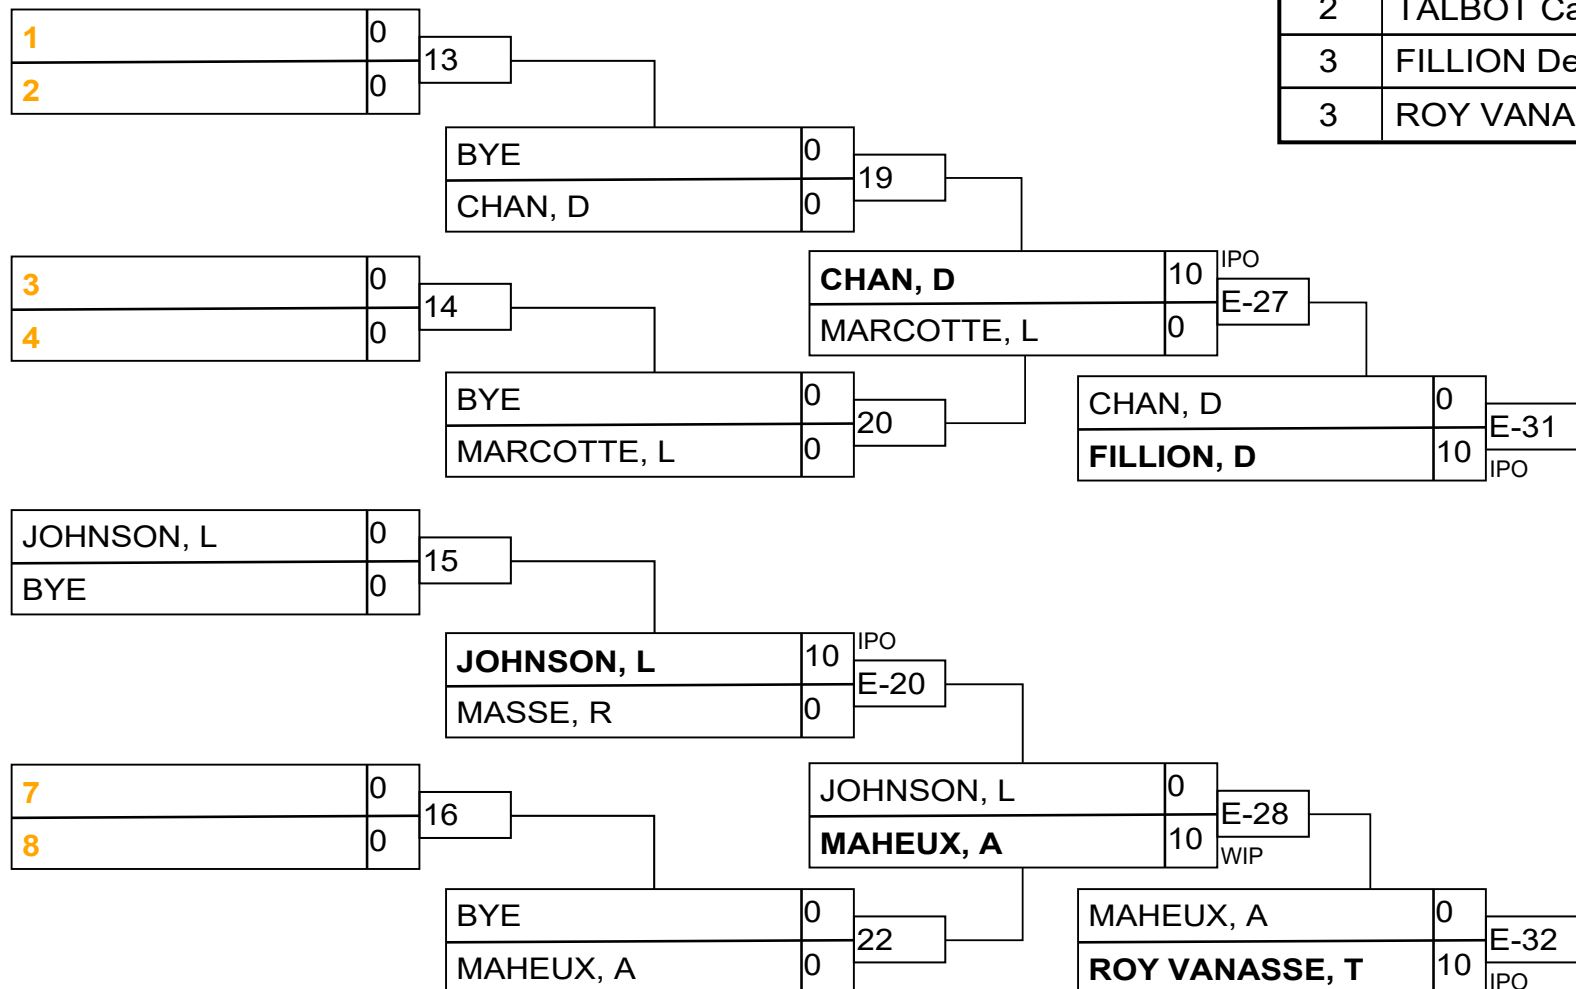 2 TALBOT Ca
3 FILLION De
3 ROY VANA
1 0
2 0
13
BYE 0
CHAN, D 0
19
3 0
4 0
14
CHAN, D 10 IPO
MARCOTTE, L 0
E-27
BYE 0
MARCOTTE, L 0
20
CHAN, D 0
FILLION, D 10
E-31
IPO
JOHNSON, L 0
BYE 0
15
JOHNSON, L 10 IPO
MASSE, R 0
E-20
7 0
8 0
16
JOHNSON, L 0
MAHEUX, A 10
E-28
WIP
BYE 0
MAHEUX, A 0
22
MAHEUX, A 0
ROY VANASSE, T 10
E-32
IPO